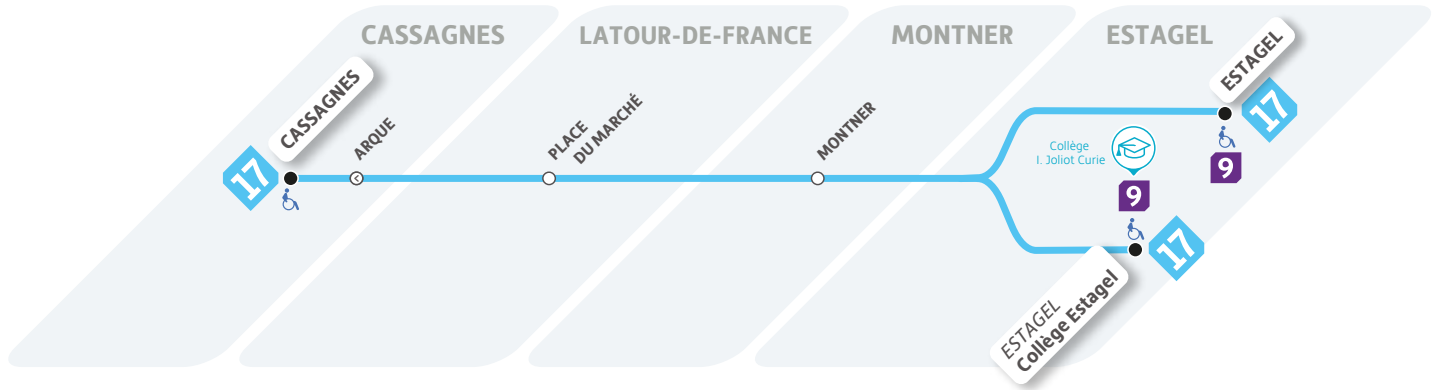 CASSAGNES
LATOUR-DE-FRANCE
MONTNER
ESTAGEL
17
CASSAGNES
ARQUE
PLACE
DU MARCHÉ
MONTNER
ESTAGEL
17
9
Collège
I. Joliot Curie
9
17
ESTAGEL
Collège Estagel